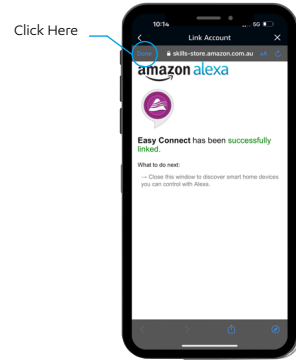 Click Here
10:14
5G
Link Account
Done
skills-store.amazon.com.au
AA
amazon alexa
Easy Connect has been successfully
linked.
What to do next:
→ Close this window to discover smart home devices
you can control with Alexa.